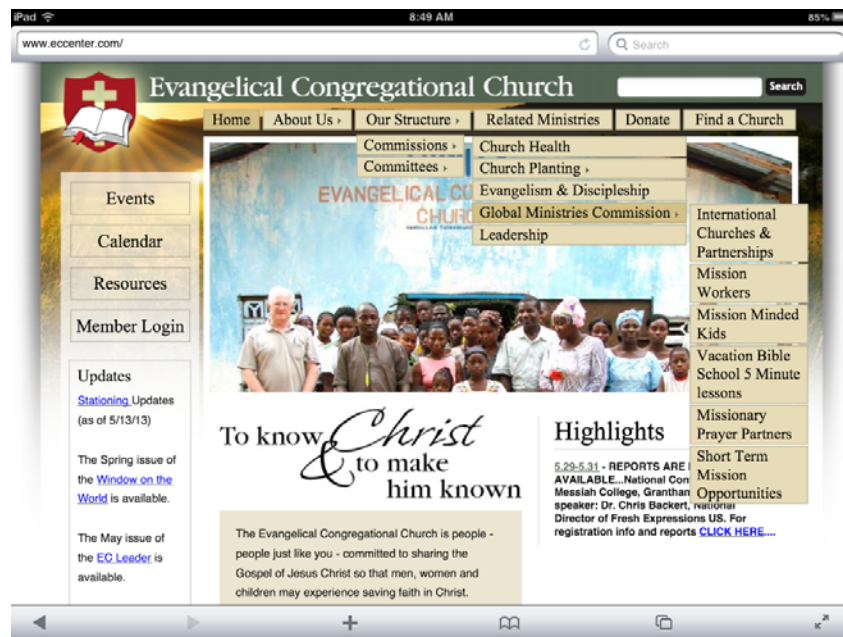 iPad
8:49 AM
85%
www.eccenter.com/
Search
Evangelical Congregational Church
Search
Home
About Us ›
Our Structure ›
Related Ministries
Donate
Find a Church
Commissions ›
Committees ›
Church Health
Church Planting ›
Evangelism & Discipleship
Global Ministries Commission ›
Leadership
International
Churches &
Partnerships
Mission
Workers
Mission Minded
Kids
Vacation Bible
School 5 Minute
lessons
Missionary
Prayer Partners
Short Term
Mission
Opportunities
EVANGELICAL CO
CHURC
Events
Calendar
Resources
Member Login
Updates
Stationing Updates
(as of 5/13/13)
The Spring issue of
the Window on the
World is available.
The May issue of
the EC Leader is
available.
To know Christ
& to make
him known
The Evangelical Congregational Church is people -
people just like you - committed to sharing the
Gospel of Jesus Christ so that men, women and
children may experience saving faith in Christ.
Highlights
5.29-5.31 - REPORTS ARE
AVAILABLE...National Con
Messiah College, Grantham
speaker: Dr. Chris Backert, National
Director of Fresh Expressions US. For
registration info and reports CLICK HERE....